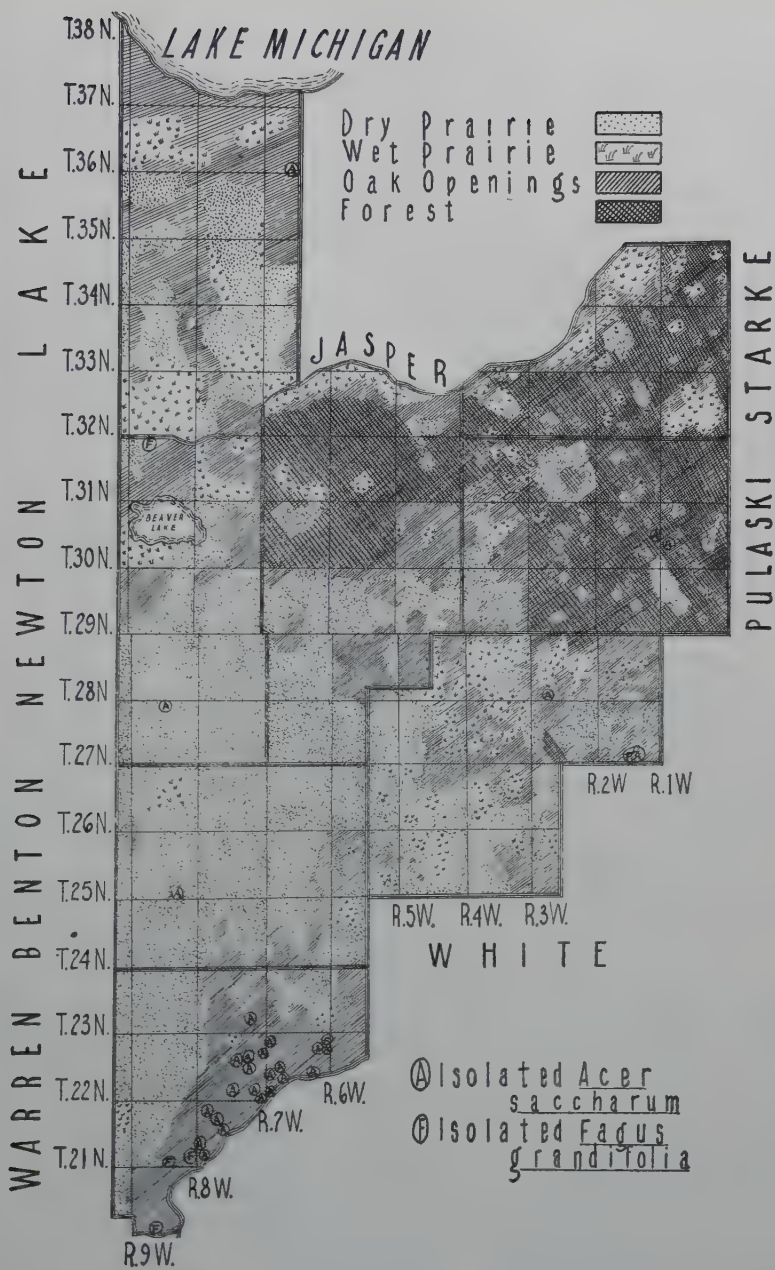 LAKE MICHIGAN
T.38 N.
T.37N.
T.36N.
T.35N.
T.34N.
T.33N.
T.32N.
T.31N.
T.30N.
T.29N.
T.28N
T.27N.
T.26N.
T.25N.
T.24N.
T.23N.
T.22N.
T.21N.
Dry Prairie
Wet Prairie
Oak Openings
Forest
LAKE
NEWTON
BENTON
WARREN
JASPER
STARKE
PULASKI
BEAVER
LAKE
R.2W R.1W
R.5W. R.4W. R.3W.
WHITE
R.6W.
R.7W.
R.8W.
R.9W.
Ⓐ Isolated Acer
saccharum
Ⓕ Isolated Fagus
grandifolia